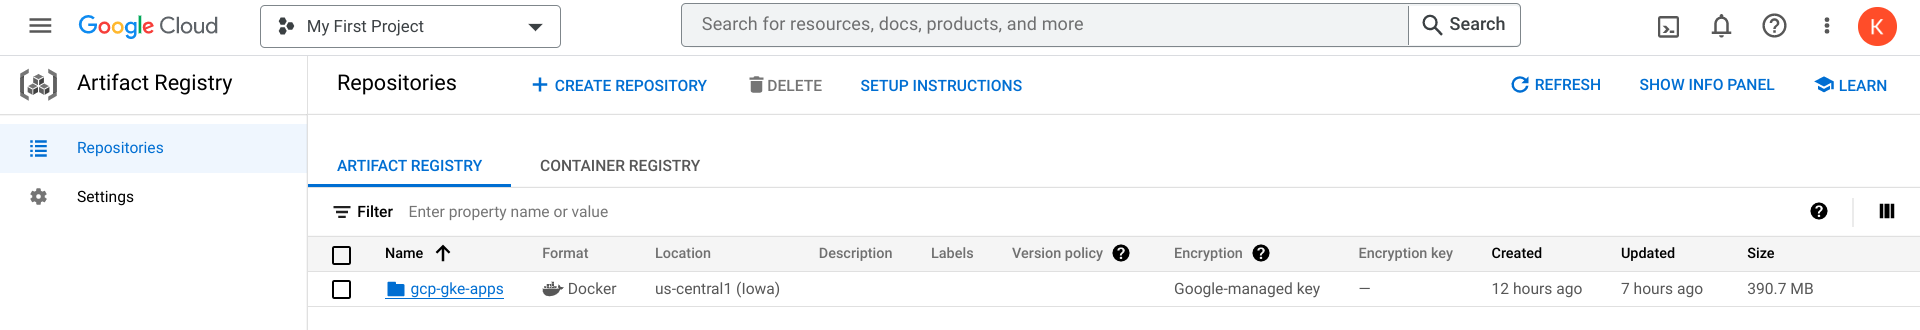 Google Cloud My First Project Search for resources, docs, products, and more Search K
Artifact Registry Repositories CREATE REPOSITORY DELETE SETUP INSTRUCTIONS REFRESH SHOW INFO PANEL LEARN
Repositories
ARTIFACT REGISTRY CONTAINER REGISTRY
Settings
Filter Enter property name or value
Name Format Location Description Labels Version policy Encryption Encryption key Created Updated Size
gcp-gke-apps Docker us-central1 (Iowa) Google-managed key — 12 hours ago 7 hours ago 390.7 MB